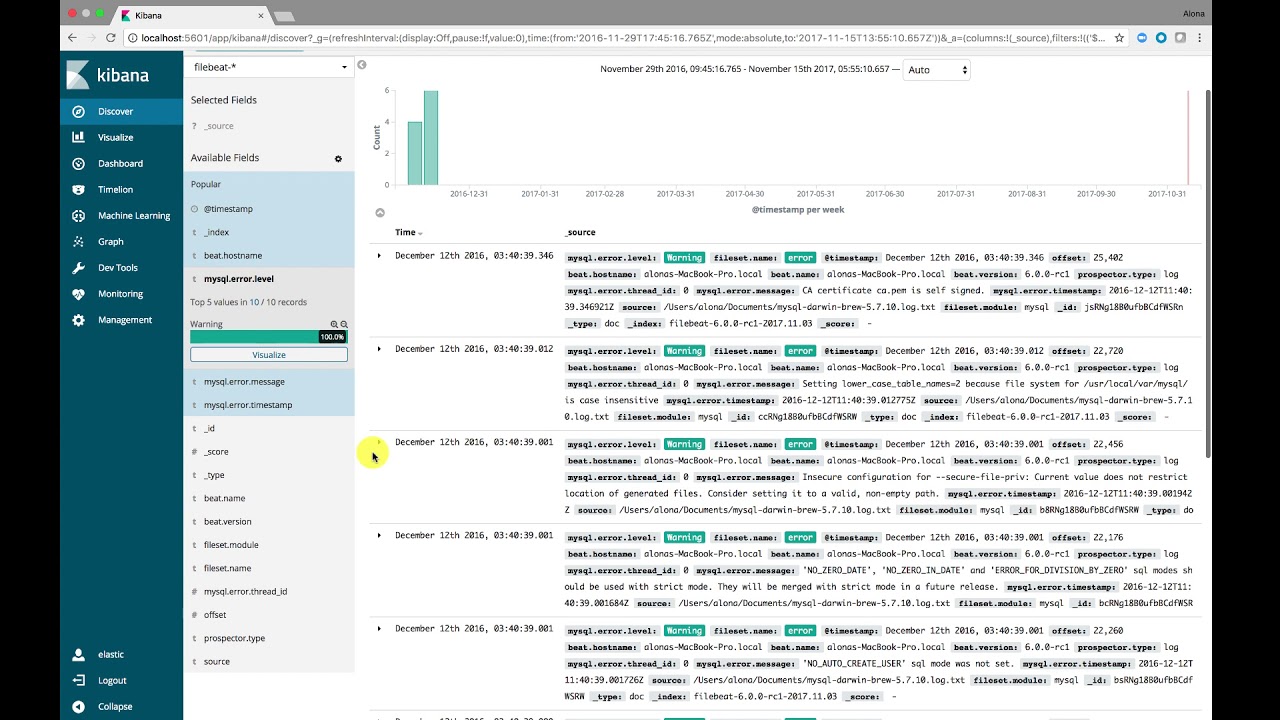 Kibana
Alona
localhost:5601/app/kibana#/discover?_g=(refreshInterval:(display:Off,pause:!f,value:0),time:(from:'2016-11-29T17:45:16.765Z',mode:absolute,to:'2017-11-15T13:55:10.657Z'))&_a=(columns:!(_source),filters:!(('$...
kibana
Discover
Visualize
Dashboard
Timelion
Machine Learning
Graph
Dev Tools
Monitoring
Management
elastic
Logout
Collapse
filebeat-*
Selected Fields
? _source
Available Fields
Popular
@timestamp
t _index
t beat.hostname
t mysql.error.level
Top 5 values in 10 / 10 records
Warning
100.0%
Visualize
t mysql.error.message
t mysql.error.timestamp
t _id
# _score
t _type
t beat.name
t beat.version
t fileset.module
t fileset.name
# mysql.error.thread_id
# offset
t prospector.type
t source
November 29th 2016, 09:45:16.765 - November 15th 2017, 05:55:10.657 — Auto
Count
6
4
2
0
2016-12-31 2017-01-31 2017-02-28 2017-03-31 2017-04-30 2017-05-31 2017-06-30 2017-07-31 2017-08-31 2017-09-30 2017-10-31
@timestamp per week
Time _source
December 12th 2016, 03:40:39.346 mysql.error.level: Warning fileset.name: error @timestamp: December 12th 2016, 03:40:39.346 offset: 25,402
beat.hostname: alonas-MacBook-Pro.local beat.name: alonas-MacBook-Pro.local beat.version: 6.0.0-rc1 prospector.type: log
mysql.error.thread_id: 0 mysql.error.message: CA certificate ca.pem is self signed. mysql.error.timestamp: 2016-12-12T11:40:
39.346921Z source: /Users/alona/Documents/mysql-darwin-brew-5.7.10.log.txt fileset.module: mysql _id: jsRNg18B0ufbBCdfWSRn
_type: doc _index: filebeat-6.0.0-rc1-2017.11.03 _score: -
December 12th 2016, 03:40:39.012 mysql.error.level: Warning fileset.name: error @timestamp: December 12th 2016, 03:40:39.012 offset: 22,720
beat.hostname: alonas-MacBook-Pro.local beat.name: alonas-MacBook-Pro.local beat.version: 6.0.0-rc1 prospector.type: log
mysql.error.thread_id: 0 mysql.error.message: Setting lower_case_table_names=2 because file system for /usr/local/var/mysql/
is case insensitive mysql.error.timestamp: 2016-12-12T11:40:39.012775Z source: /Users/alona/Documents/mysql-darwin-brew-5.7.1
0.log.txt fileset.module: mysql _id: ccRNg18B0ufbBCdfWSRW _type: doc _index: filebeat-6.0.0-rc1-2017.11.03 _score: -
December 12th 2016, 03:40:39.001 mysql.error.level: Warning fileset.name: error @timestamp: December 12th 2016, 03:40:39.001 offset: 22,456
beat.hostname: alonas-MacBook-Pro.local beat.name: alonas-MacBook-Pro.local beat.version: 6.0.0-rc1 prospector.type: log
mysql.error.thread_id: 0 mysql.error.message: Insecure configuration for --secure-file-priv: Current value does not restrict
location of generated files. Consider setting it to a valid, non-empty path. mysql.error.timestamp: 2016-12-12T11:40:39.001942
Z source: /Users/alona/Documents/mysql-darwin-brew-5.7.10.log.txt fileset.module: mysql _id: b8RNg18B0ufbBCdfWSRW _type: do
December 12th 2016, 03:40:39.001 mysql.error.level: Warning fileset.name: error @timestamp: December 12th 2016, 03:40:39.001 offset: 22,176
beat.hostname: alonas-MacBook-Pro.local beat.name: alonas-MacBook-Pro.local beat.version: 6.0.0-rc1 prospector.type: log
mysql.error.thread_id: 0 mysql.error.message: 'NO_ZERO_DATE', 'NO_ZERO_IN_DATE' and 'ERROR_FOR_DIVISION_BY_ZERO' sql modes sh
ould be used with strict mode. They will be merged with strict mode in a future release. mysql.error.timestamp: 2016-12-12T11:
40:39.001684Z source: /Users/alona/Documents/mysql-darwin-brew-5.7.10.log.txt fileset.module: mysql _id: bcRNg18B0ufbBCdfWSR
December 12th 2016, 03:40:39.001 mysql.error.level: Warning fileset.name: error @timestamp: December 12th 2016, 03:40:39.001 offset: 22,260
beat.hostname: alonas-MacBook-Pro.local beat.name: alonas-MacBook-Pro.local beat.version: 6.0.0-rc1 prospector.type: log
mysql.error.thread_id: 0 mysql.error.message: 'NO_AUTO_CREATE_USER' sql mode was not set. mysql.error.timestamp: 2016-12-12T
11:40:39.001726Z source: /Users/alona/Documents/mysql-darwin-brew-5.7.10.log.txt fileset.module: mysql _id: bsRNg18B0ufbBCdf
WSRW _type: doc _index: filebeat-6.0.0-rc1-2017.11.03 _score: -